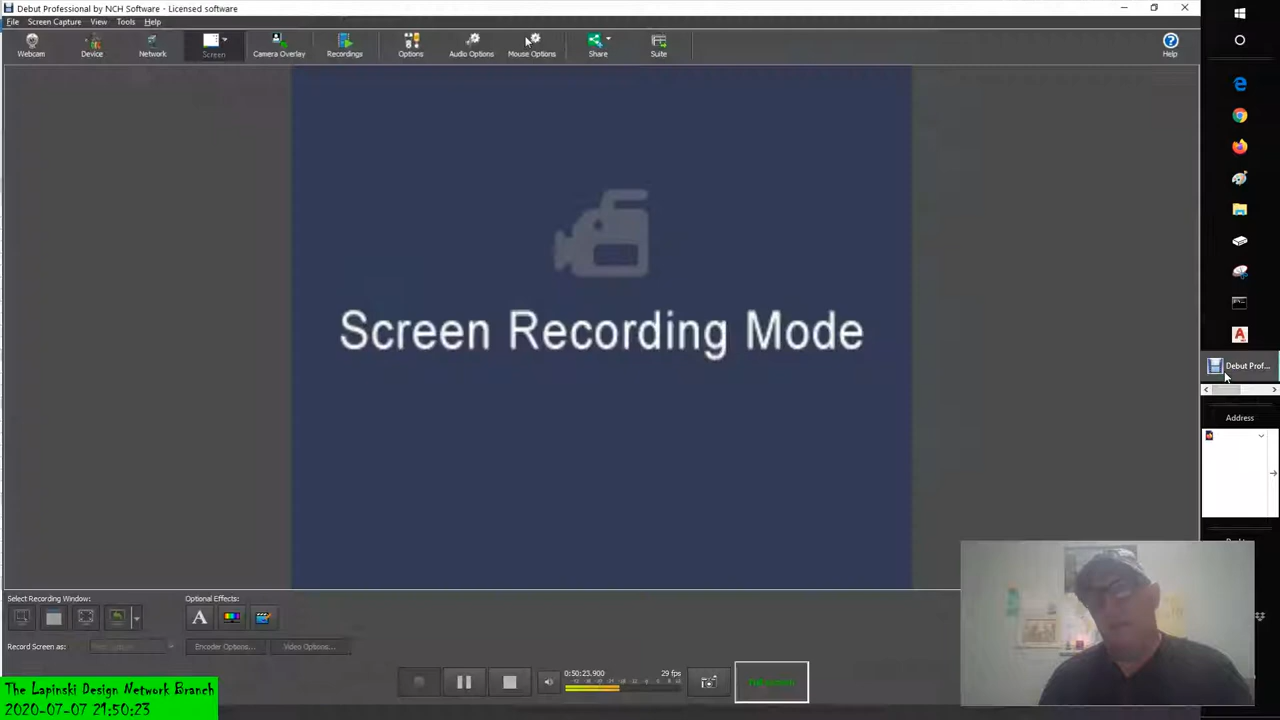 Debut Professional by NCH Software - Licensed software
File Screen Capture View Tools Help
Webcam Device Network Screen Camera Overlay Recordings Options Audio Options Mouse Options Share Suite Help
Screen Recording Mode
Debut Prof...
Address
Select Recording Window:
Optional Effects:
A
Record Screen as:
Encoder Options...
Video Options...
0:50:23.900 29 fps
The Lapinski Design Network Branch
2020-07-07 21:50:23